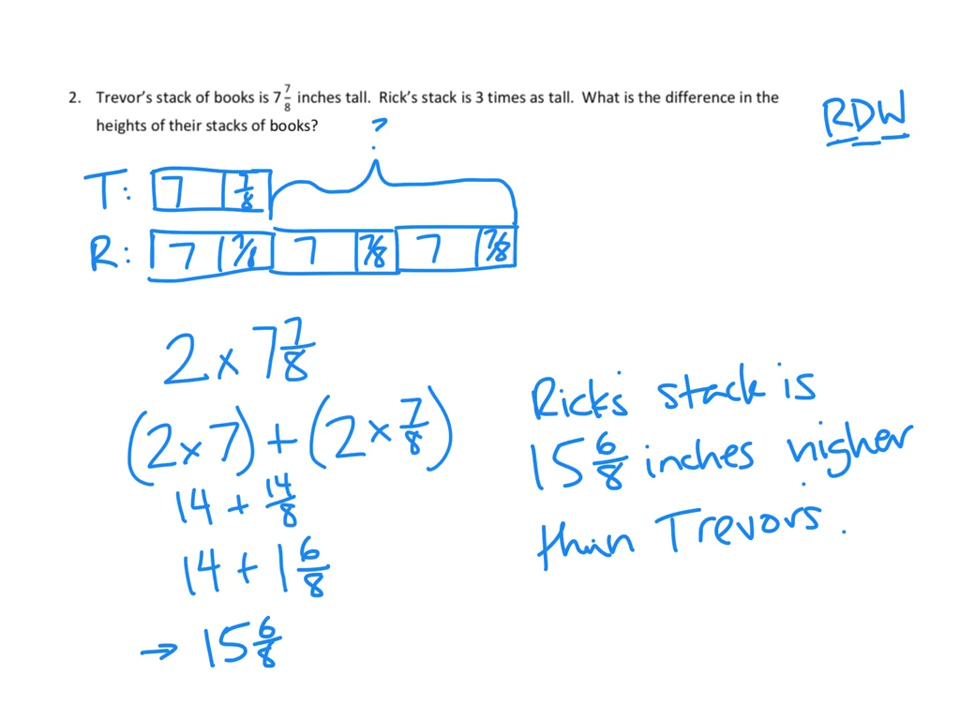 2. Trevor's stack of books is 7 7/8 inches tall. Rick's stack is 3 times as tall. What is the difference in the
heights of their stacks of books?
RDW
?
T: 7 7/8
R: 7 7/8 7 7/8 7 7/8
2 x 7 7/8
(2 x 7) + (2 x 7/8)
14 + 14/8
14 + 1 6/8
→ 15 6/8
Rick's stack is
15 6/8 inches higher
than Trevors.